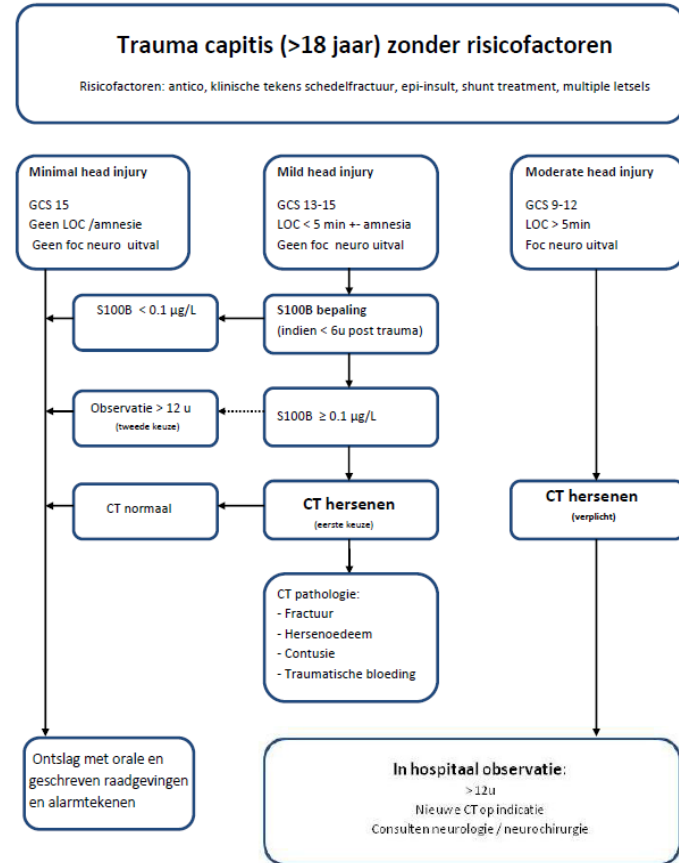 Trauma capitis (>18 jaar) zonder risicofactoren
Risicofactoren: antico, klinische tekens schedelfractuur, epi-insult, shunt treatment, multiple letsels
Minimal head injury
GCS 15
Geen LOC /amnesie
Geen foc neuro uitval
Mild head injury
GCS 13-15
LOC < 5 min +- amnesia
Geen foc neuro uitval
Moderate head injury
GCS 9-12
LOC > 5min
Foc neuro uitval
S100B < 0.1 µg/L
S100B bepaling
(indien < 6u post trauma)
Observatie > 12 u
(tweede keuze)
S100B ≥ 0.1 µg/L
CT normaal
CT hersenen
(eerste keuze)
CT hersenen
(verplicht)
CT pathologie:
- Fractuur
- Hersenoedeem
- Contusie
- Traumatische bloeding
Ontslag met orale en
geschreven raadgevingen
en alarmtekenen
In hospitaal observatie:
>12u
Nieuwe CT op indicatie
Consulten neurologie / neurochirurgie